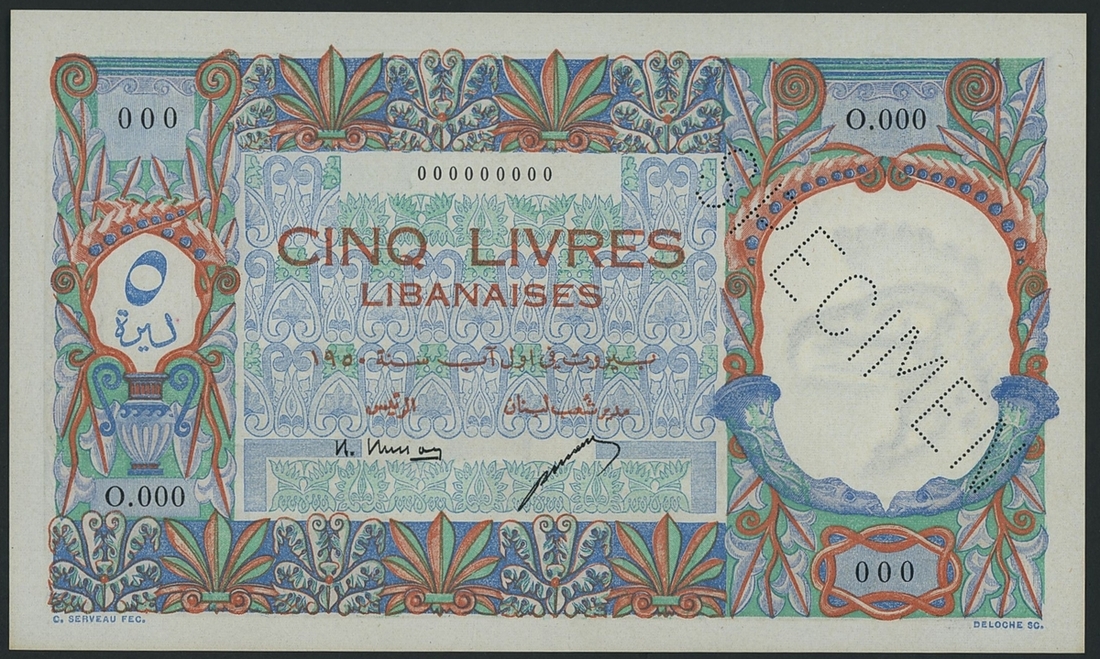 000
O.000
000000000
CINQ LIVRES
LIBANAISES
٥
ليرة
بيروت في اول آب سنة ١٩٥٠
الرئيس مدير شعب لبنان
O.000
000
SPECIMEN
C. SERVEAU FEC.
DELOCHE SC.